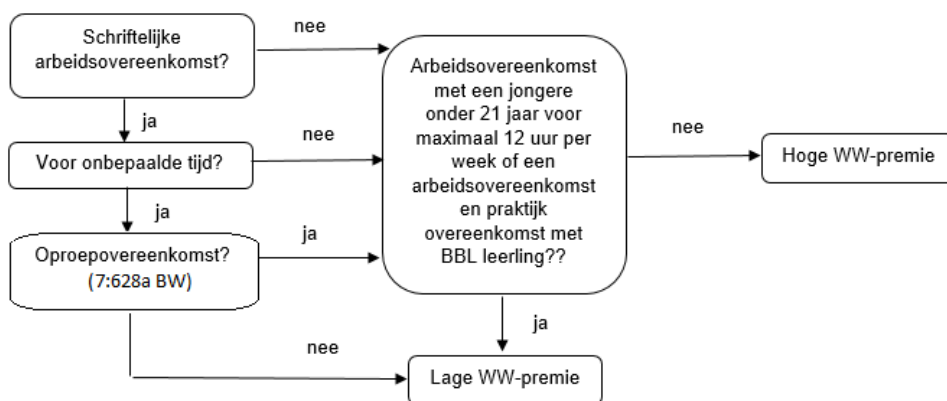 Schriftelijke
arbeidsovereenkomst?
nee
ja
Voor onbepaalde tijd?
nee
ja
Oproepovereenkomst?
(7:628a BW)
ja
nee
Arbeidsovereenkomst
met een jongere
onder 21 jaar voor
maximaal 12 uur per
week of een
arbeidsovereenkomst
en praktijk
overeenkomst met
BBL leerling??
nee
Hoge WW-premie
ja
Lage WW-premie